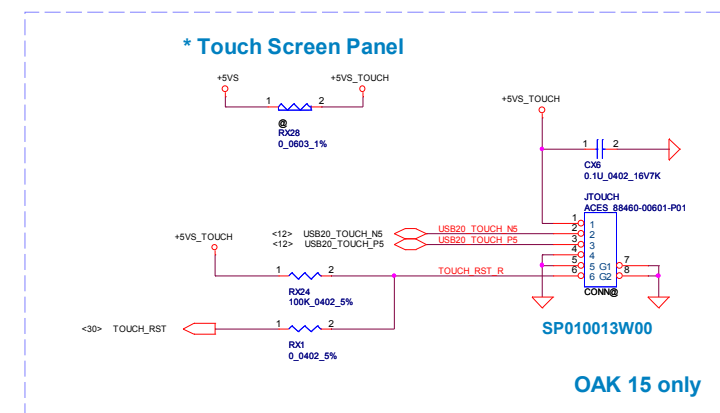 * Touch Screen Panel
+5VS
+5VS_TOUCH
1 2
@
RX28
0_0603_1%
+5VS_TOUCH
1 2
CX6
0.1U_0402_16V7K
JTOUCH
ACES_88460-00601-P01
<12> USB20_TOUCH_N5 USB20_TOUCH_N5
<12> USB20_TOUCH_P5 USB20_TOUCH_P5
1 1
2 2
3 3
4 4
5 5 G1 7
6 6 G2 8
CONN@
+5VS_TOUCH
1 2
TOUCH_RST_R
RX24
100K_0402_5%
SP010013W00
<30> TOUCH_RST
1 2
RX1
0_0402_5%
OAK 15 only